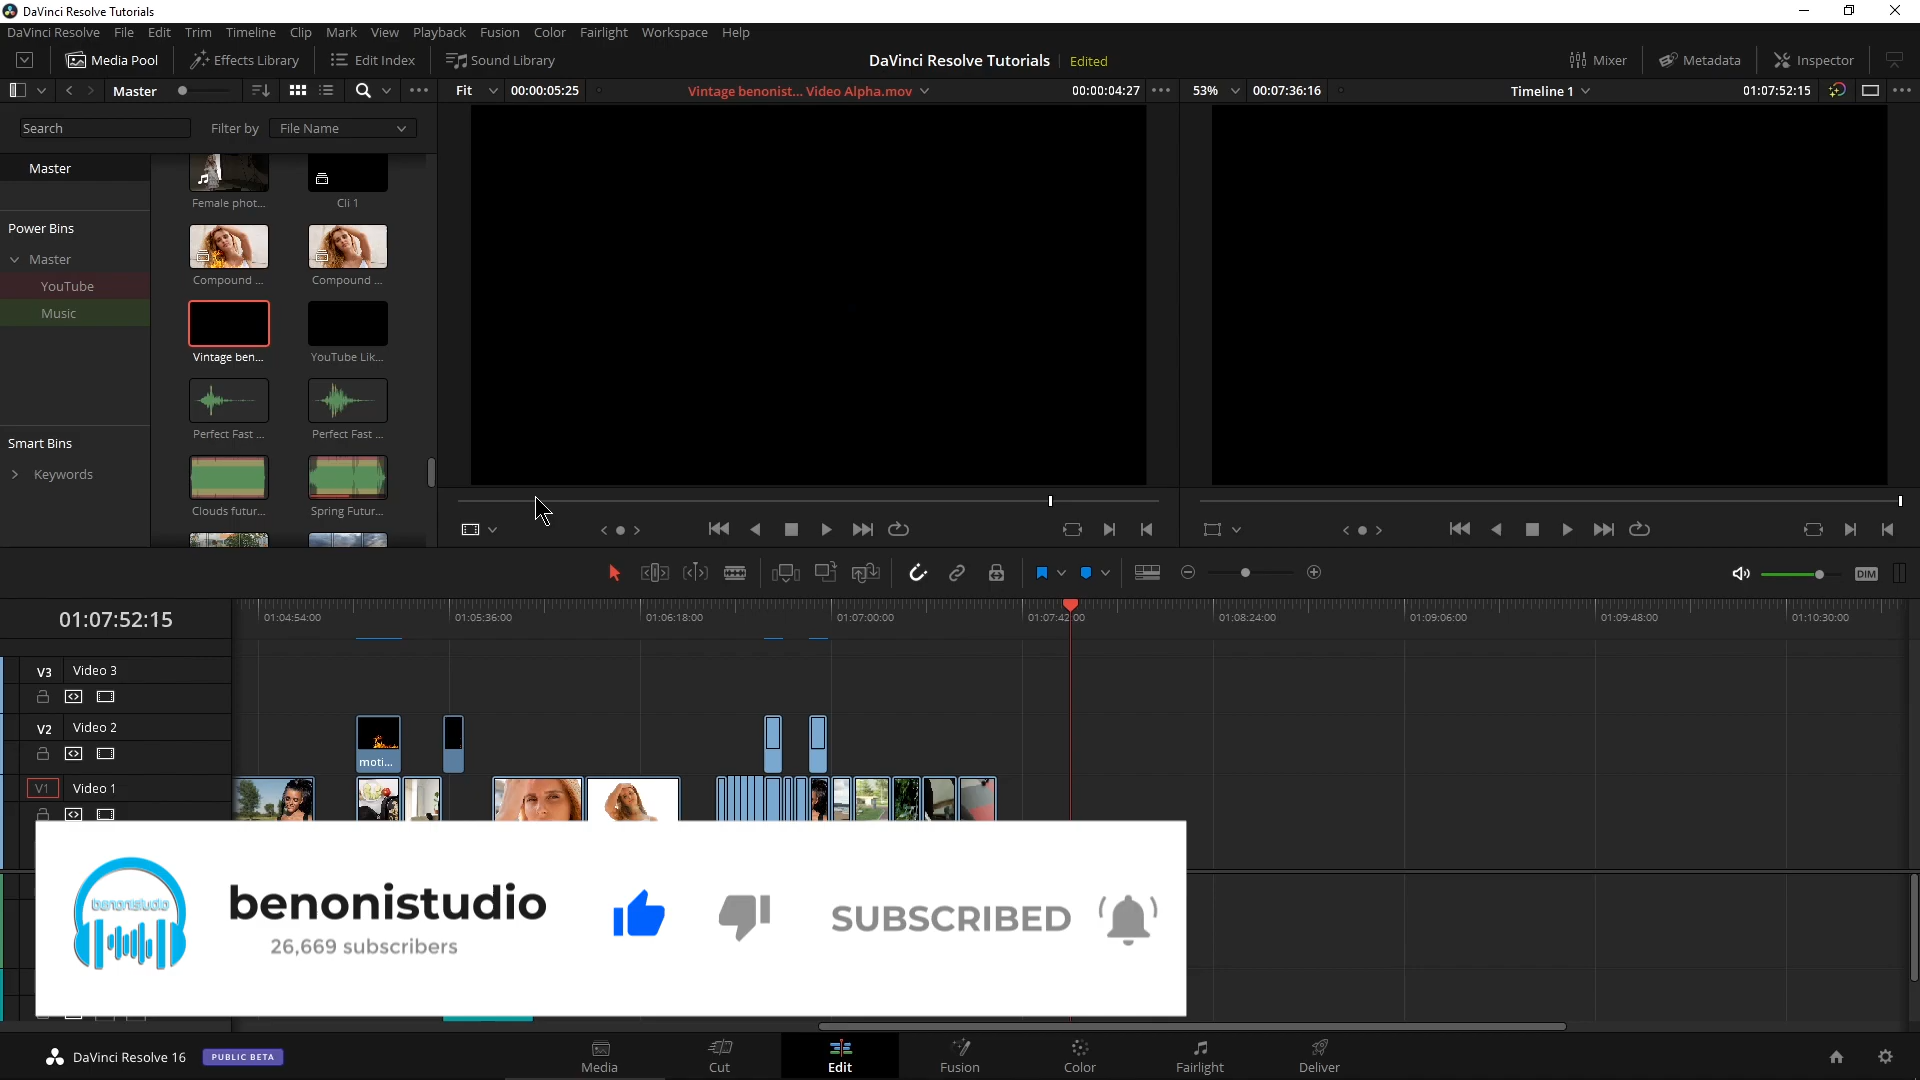 DaVinci Resolve Tutorials
DaVinci Resolve File Edit Trim Timeline Clip Mark View Playback Fusion Color Fairlight Workspace Help
Media Pool Effects Library Edit Index Sound Library DaVinci Resolve Tutorials Edited Mixer Metadata Inspector
Master Fit 00:00:05:25 Vintage benonist... Video Alpha.mov 00:00:04:27 53% 00:07:36:16 Timeline 1 01:07:52:15
Search Filter by File Name
Master
Female phot... Cli 1
Power Bins
Master
Compound ... Compound ...
YouTube
Music
Vintage ben... YouTube Lik...
Perfect Fast ... Perfect Fast ...
Smart Bins
Keywords
Clouds futur... Spring Futur...
DIM
01:07:52:15
01:04:54:00 01:05:36:00 01:06:18:00 01:07:00:00 01:07:42:00 01:08:24:00 01:09:06:00 01:09:48:00 01:10:30:00
V3 Video 3
V2 Video 2
moti...
V1 Video 1
benonistudio
benonistudio
26,669 subscribers
SUBSCRIBED
DaVinci Resolve 16 PUBLIC BETA
Media Cut Edit Fusion Color Fairlight Deliver